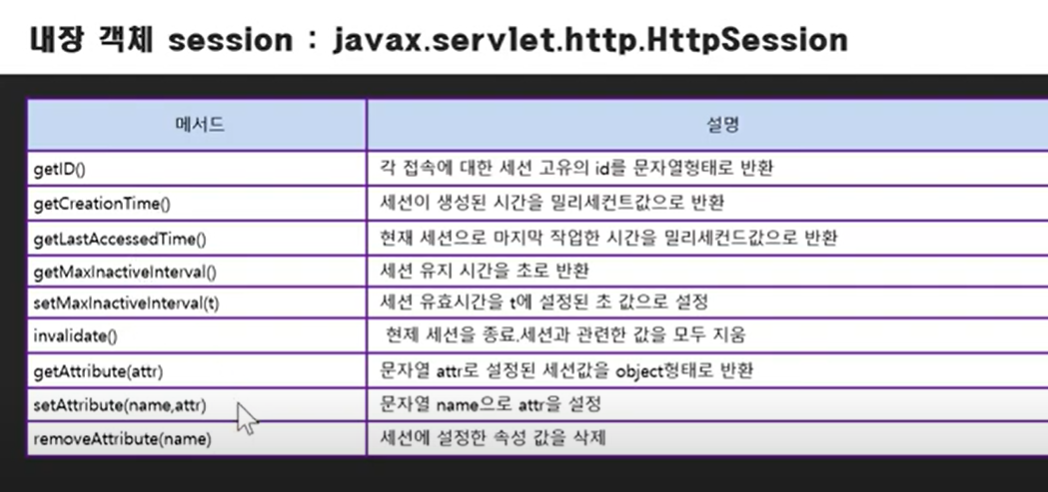 내장 객체 session : javax.servlet.http.HttpSession
메서드 설명
getID() 각 접속에 대한 세션 고유의 id를 문자열형태로 반환
getCreationTime() 세션이 생성된 시간을 밀리세컨트값으로 반환
getLastAccessedTime() 현재 세션으로 마지막 작업한 시간을 밀리세컨드값으로 반환
getMaxInactiveInterval() 세션 유지 시간을 초로 반환
setMaxInactiveInterval(t) 세션 유효시간을 t에 설정된 초 값으로 설정
invalidate() 현제 세션을 종료.세션과 관련한 값을 모두 지움
getAttribute(attr) 문자열 attr로 설정된 세션값을 object형태로 반환
setAttribute(name,attr) 문자열 name으로 attr을 설정
removeAttribute(name) 세션에 설정한 속성 값을 삭제